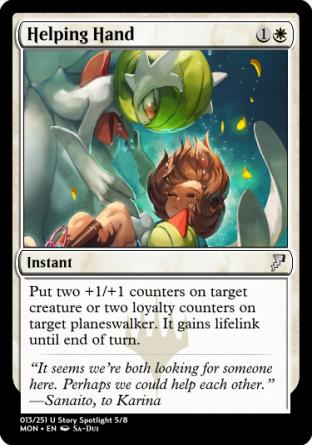 Helping Hand 1
Instant
Put two +1/+1 counters on target
creature or two loyalty counters on
target planeswalker. It gains lifelink
until end of turn.
“It seems we’re both looking for someone
here. Perhaps we could help each other.”
—Sanaito, to Karina
013/251 U Story Spotlight 5/8
MON • EN Sa-Dui